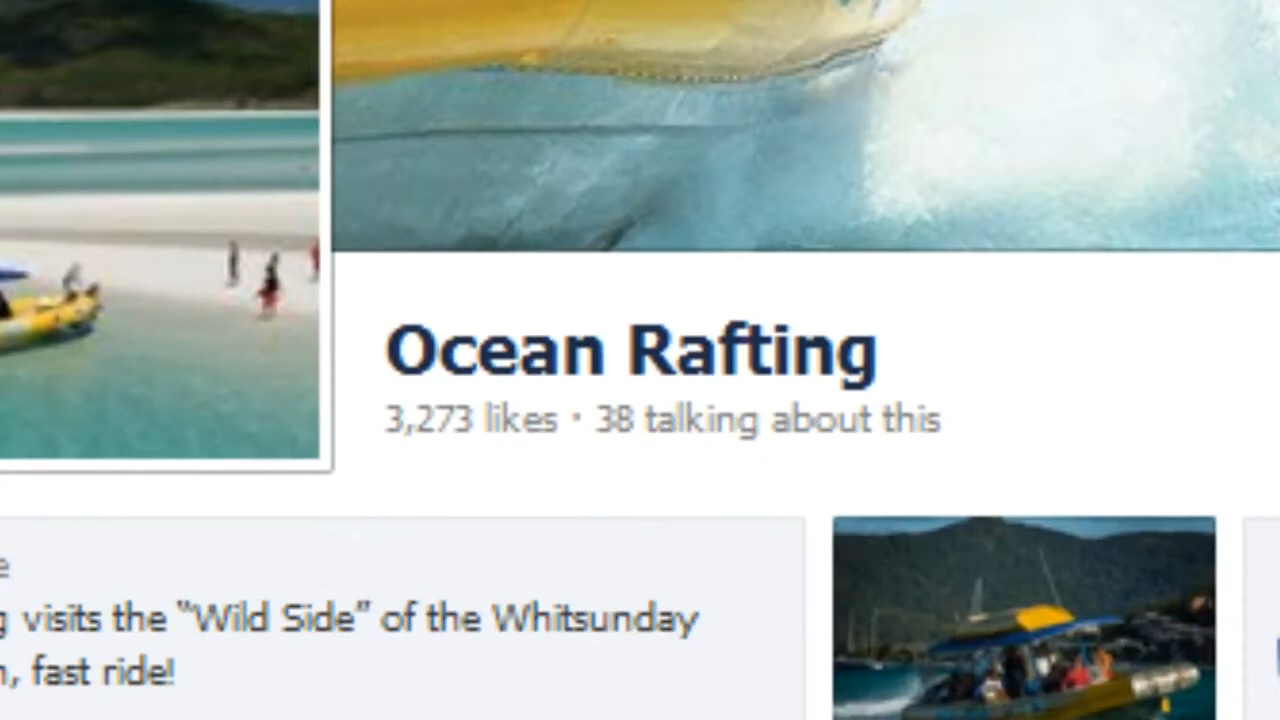 Ocean Rafting
3,273 likes · 38 talking about this
visits the “Wild Side” of the Whitsunday
fast ride!